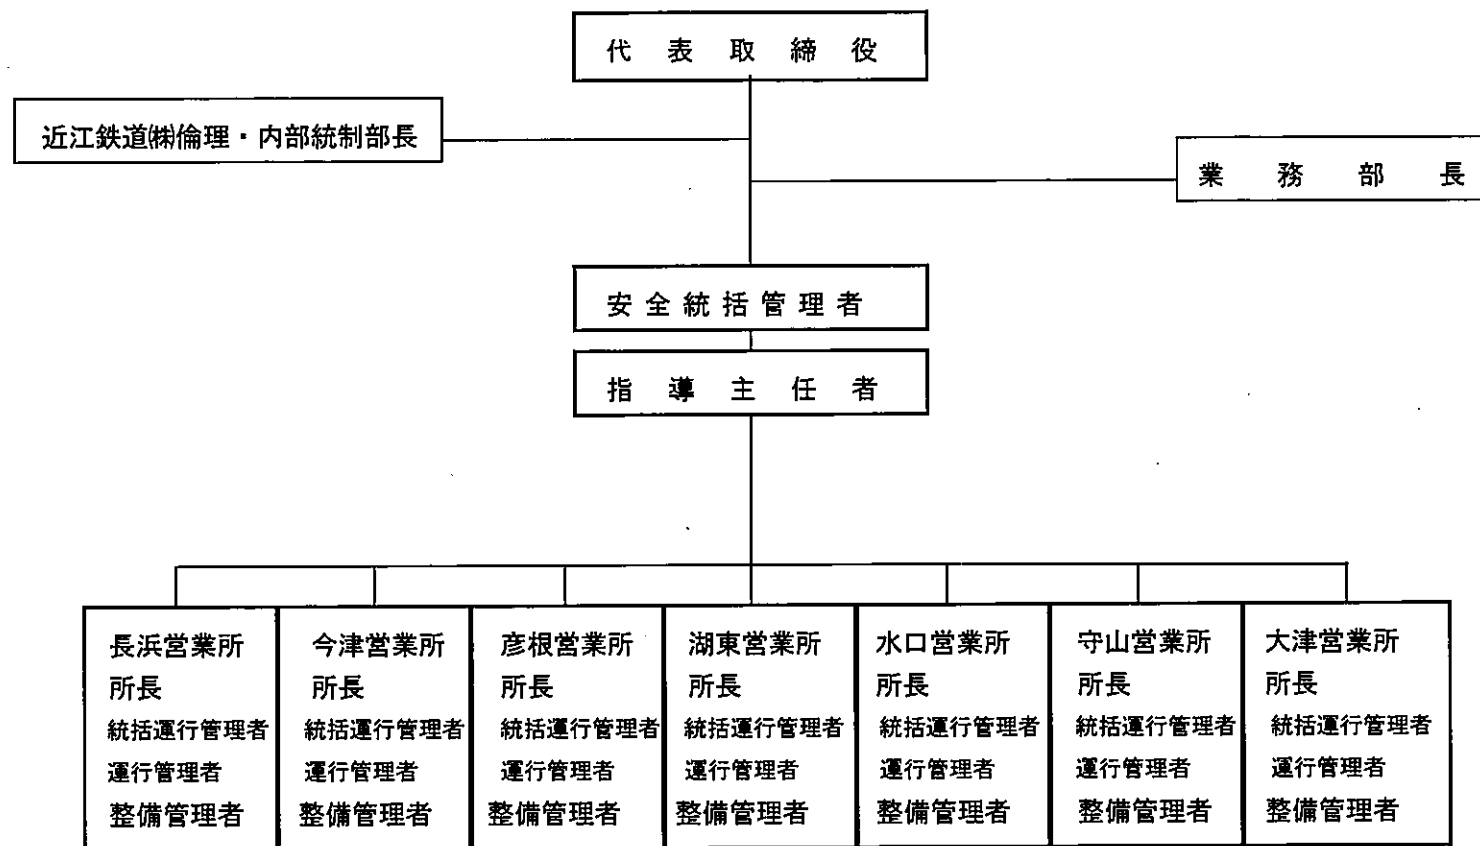 代表取締役
近江鉄道㈱倫理・内部統制部長
業務部長
安全統括管理者
指導主任者
長浜営業所
所長
統括運行管理者
運行管理者
整備管理者
今津営業所
所長
統括運行管理者
運行管理者
整備管理者
彦根営業所
所長
統括運行管理者
運行管理者
整備管理者
湖東営業所
所長
統括運行管理者
運行管理者
整備管理者
水口営業所
所長
統括運行管理者
運行管理者
整備管理者
守山営業所
所長
統括運行管理者
運行管理者
整備管理者
大津営業所
所長
統括運行管理者
運行管理者
整備管理者